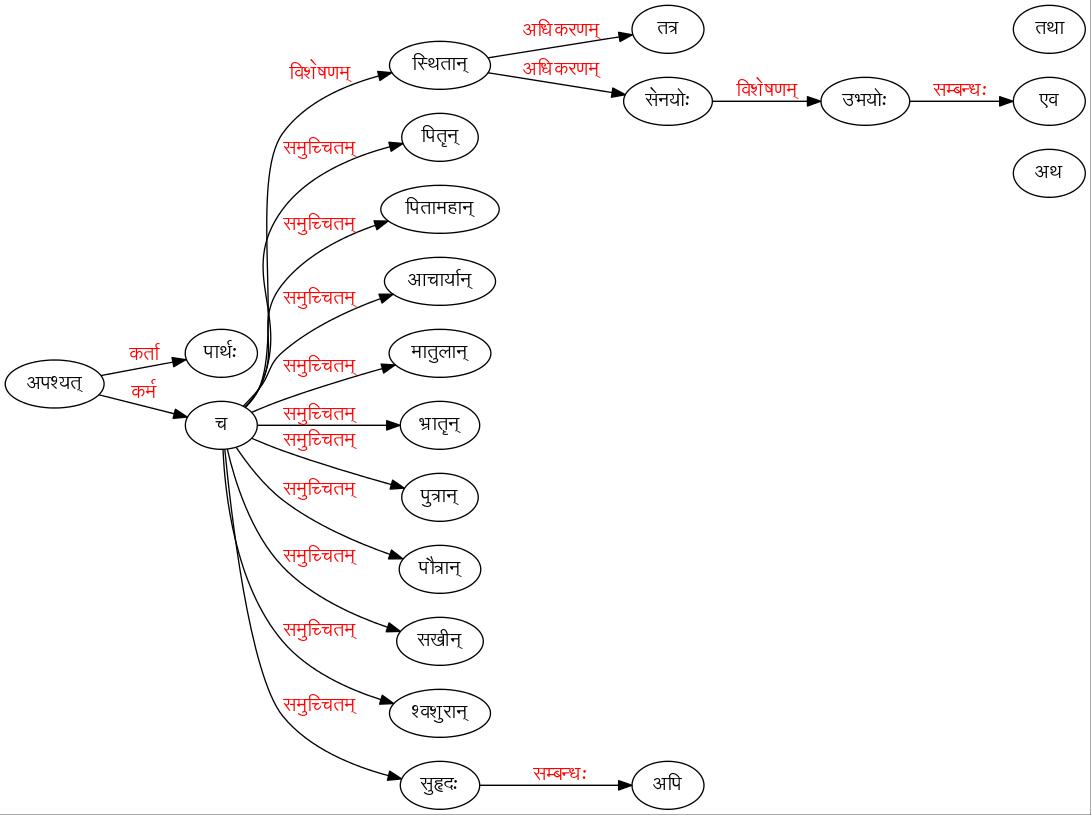 तत्र
तथा
अधिकरणम्
स्थितान्
विशेषणम्
अधिकरणम्
सेनयोः
विशेषणम्
उभयोः
सम्बन्धः
एव
पितॄन्
समुच्चितम्
अथ
पितामहान्
समुच्चितम्
आचार्यान्
समुच्चितम्
पार्थः
कर्ता
मातुलान्
समुच्चितम्
अपश्यत्
कर्म
च
समुच्चितम्
भ्रातॄन्
समुच्चितम्
पुत्रान्
समुच्चितम्
पौत्रान्
समुच्चितम्
सखीन्
समुच्चितम्
श्वशुरान्
समुच्चितम्
सुहृदः
सम्बन्धः
अपि